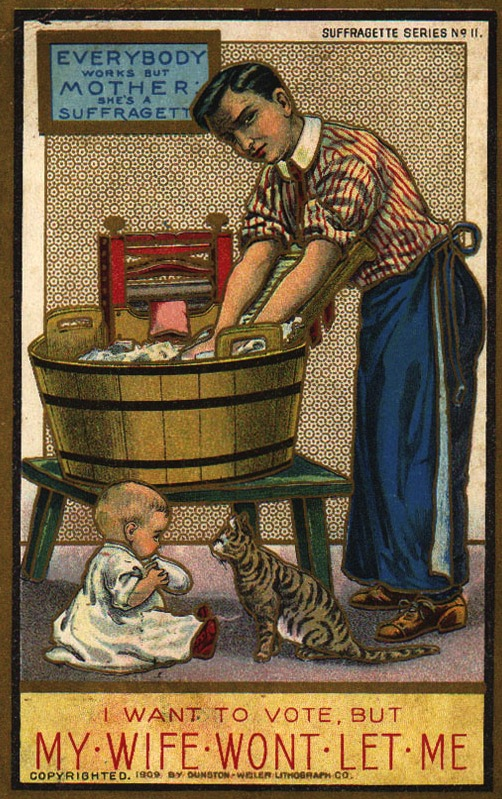 SUFFRAGETTE SERIES Nº 11.
EVERYBODY
WORKS BUT
MOTHER:
SHE'S A
SUFFRAGETT
I WANT TO VOTE, BUT
MY·WIFE·WONT·LET·ME
COPYRIGHTED. 1909 BY DUNSTON-WEILER LITHOGRAPH CO.